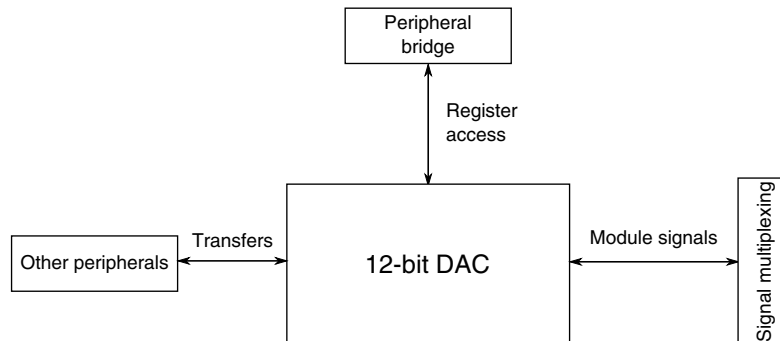 Peripheral
bridge
Register
access
Other peripherals
Transfers
12-bit DAC
Module signals
Signal multiplexing